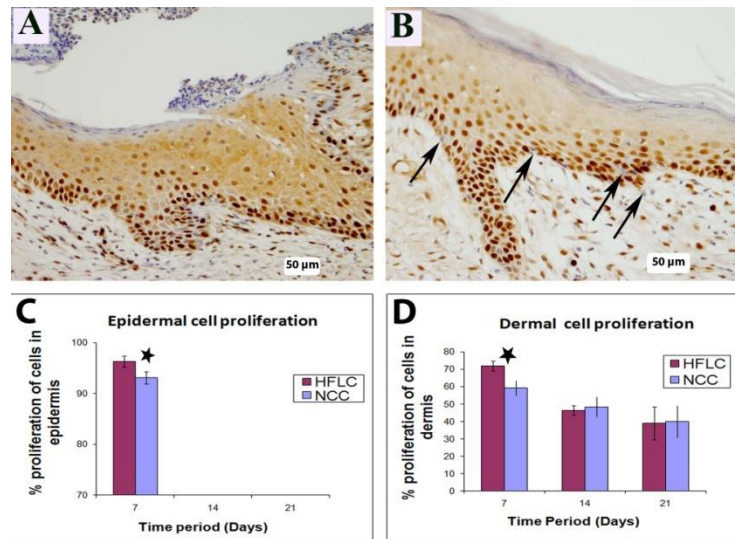 A
B
50 µm
50 µm
C
Epidermal cell proliferation
% proliferation of cells in
epidermis
100
90
80
70
HFLC
NCC
7
14
21
Time period (Days)
D
Dermal cell proliferation
% proliferation of cells in
dermis
80
70
60
50
40
30
20
10
0
HFLC
NCC
7
14
21
Time Period (Days)